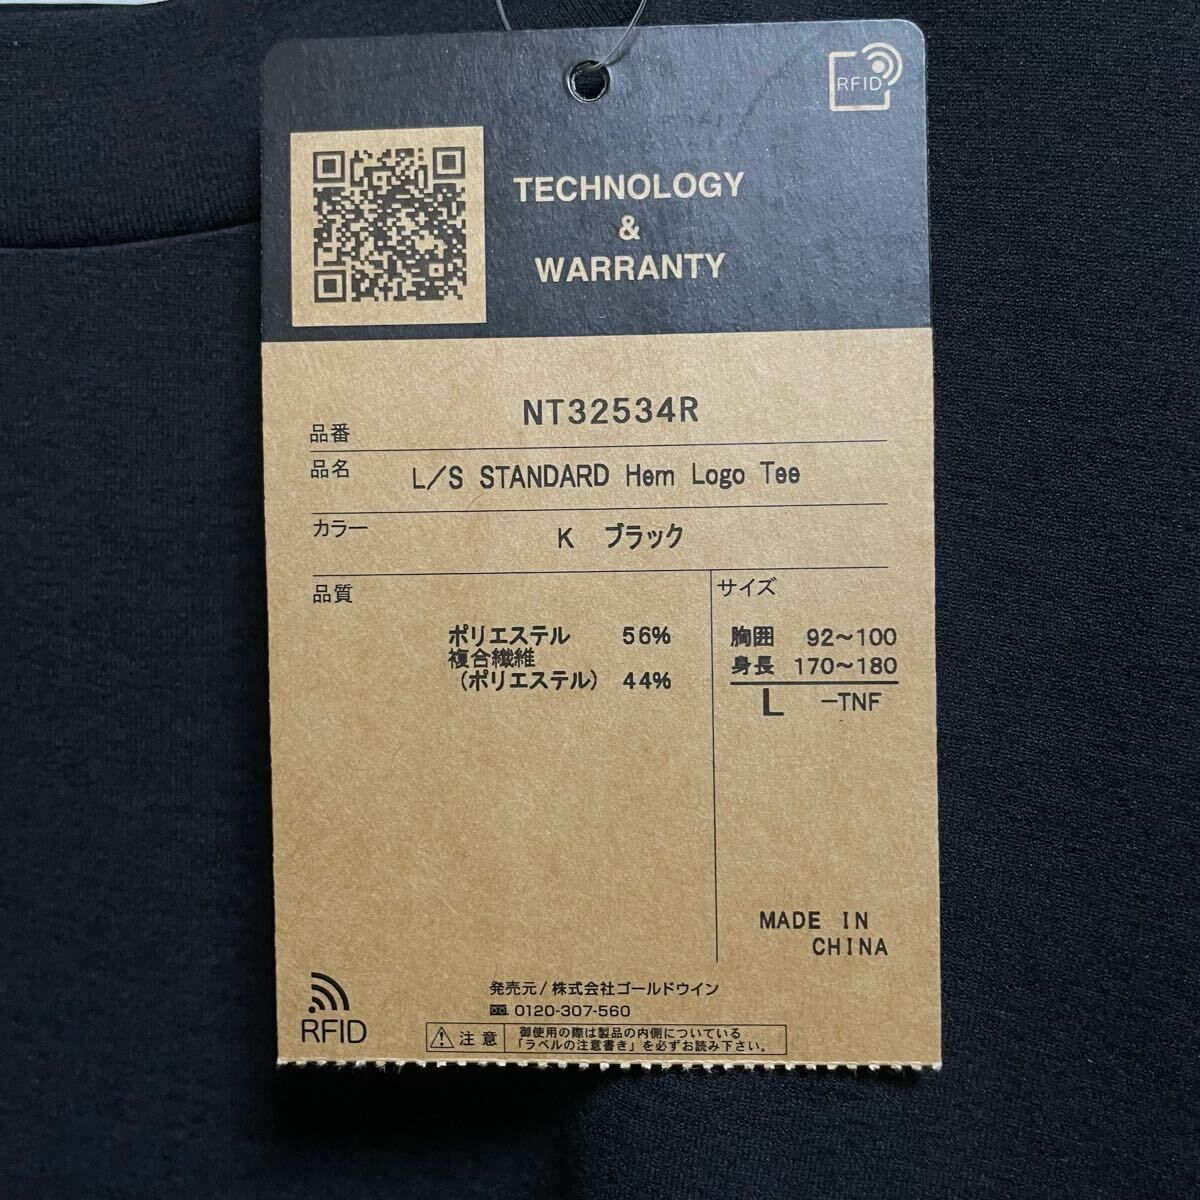 RFID
TECHNOLOGY
&
WARRANTY
品番 NT32534R
品名 L/S STANDARD Hem Logo Tee
カラー K ブラック
品質
ポリエステル 56%
複合繊維
(ポリエステル) 44%
サイズ
胸囲 92~100
身長 170~180
L -TNF
MADE IN
CHINA
RFID
発売元/株式会社ゴールドウイン
0120-307-560
注意
御使用の際は製品の内側についている
「ラベルの注意書き」を必ずお読み下さい。